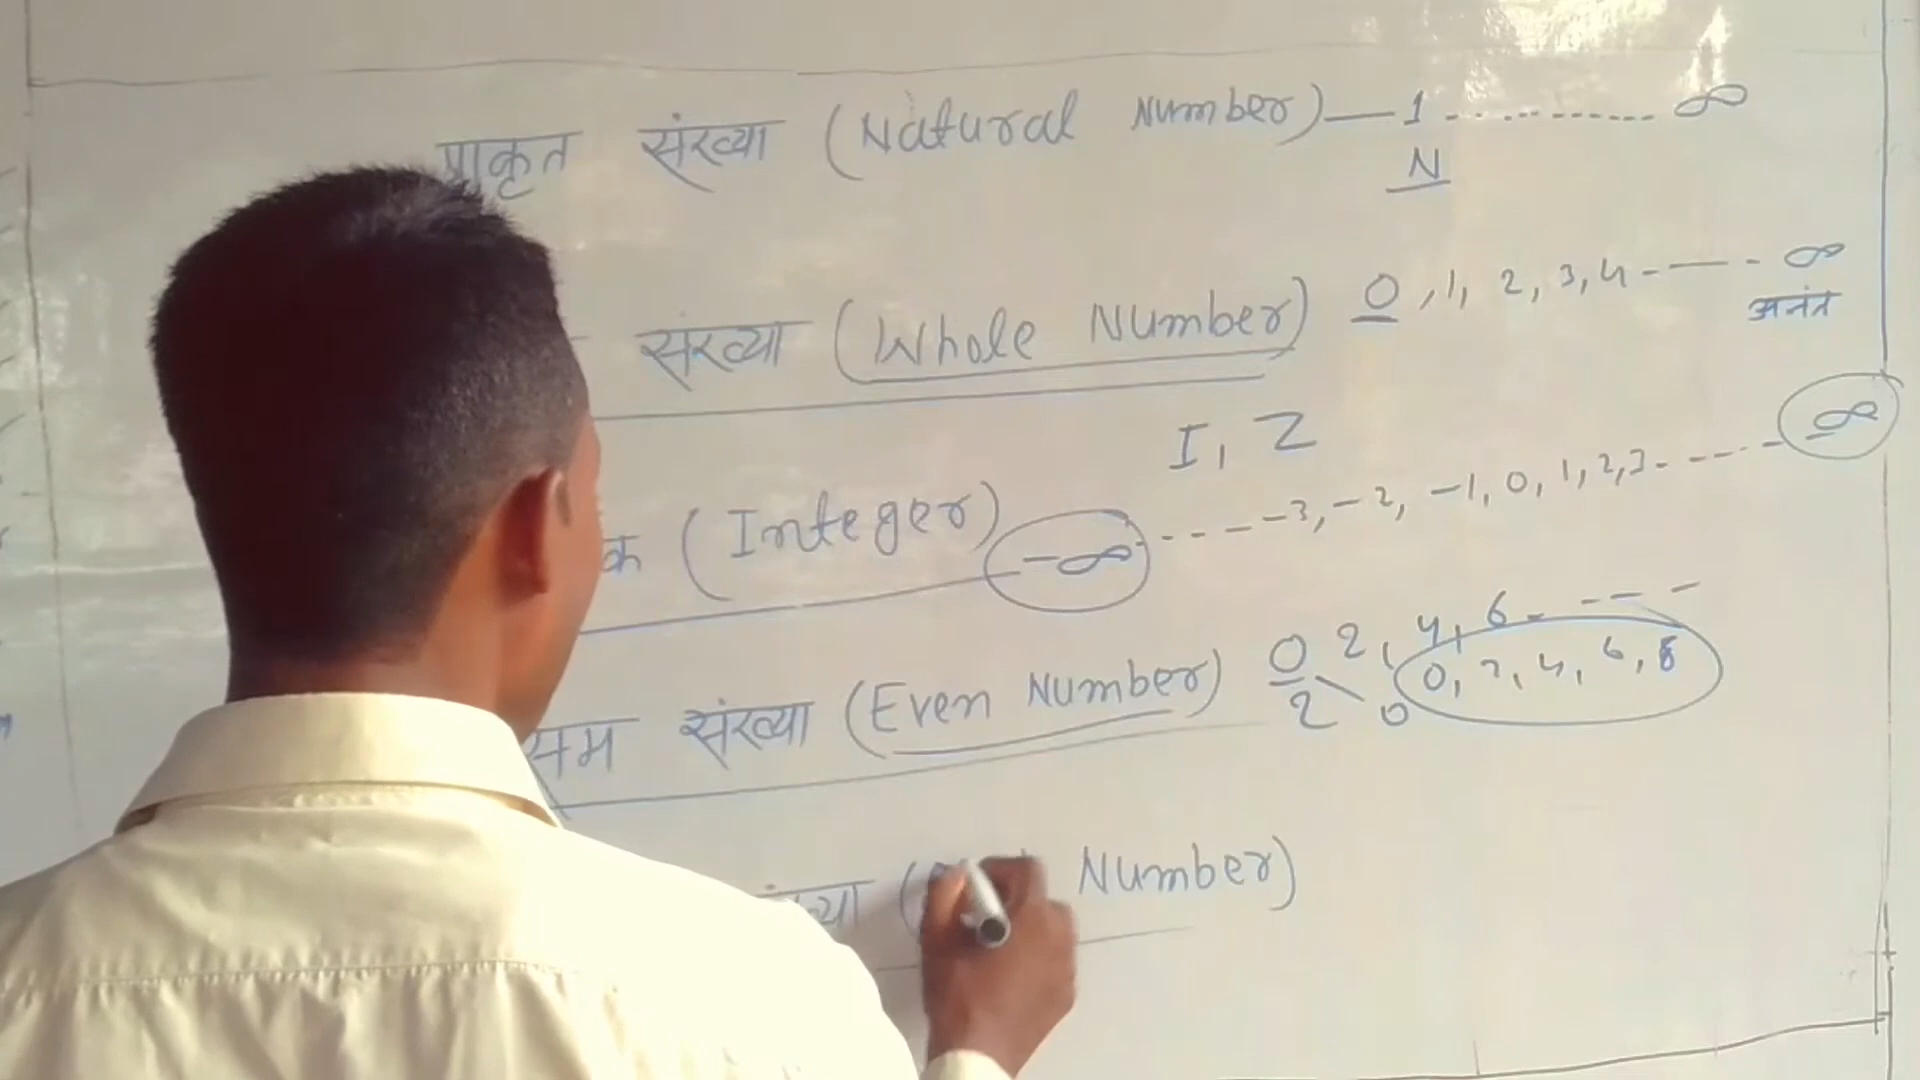 प्राकृत संख्या (Natural Number) — 1 ............ ∞
N
संख्या (Whole Number) 0, 1, 2, 3, 4 - — - ∞
अनंत
I, Z
(Integer) -∞ - - - - -3, -2, -1, 0, 1, 2, 3 - - - - - ∞
सम संख्या (Even Number) 0 2, 4, 6 - - - -
2 0
0, 2, 4, 6, 8
Number)